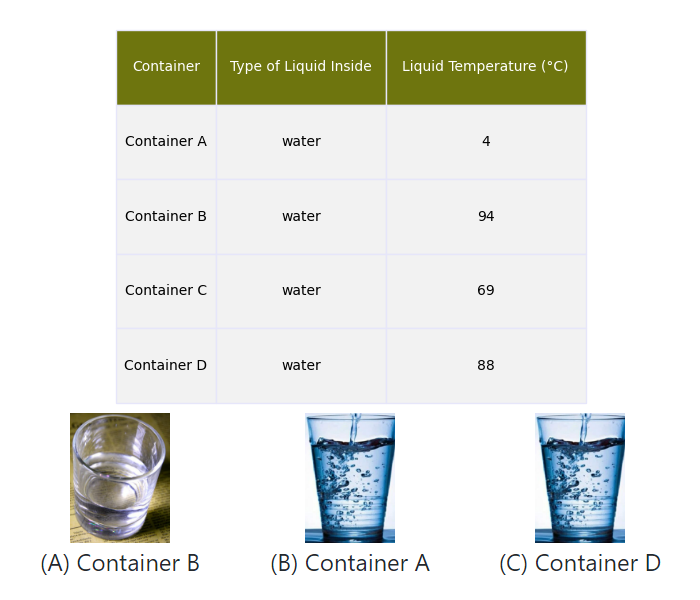 Container Type of Liquid Inside Liquid Temperature (°C)
Container A water 4
Container B water 94
Container C water 69
Container D water 88
(A) Container B (B) Container A (C) Container D